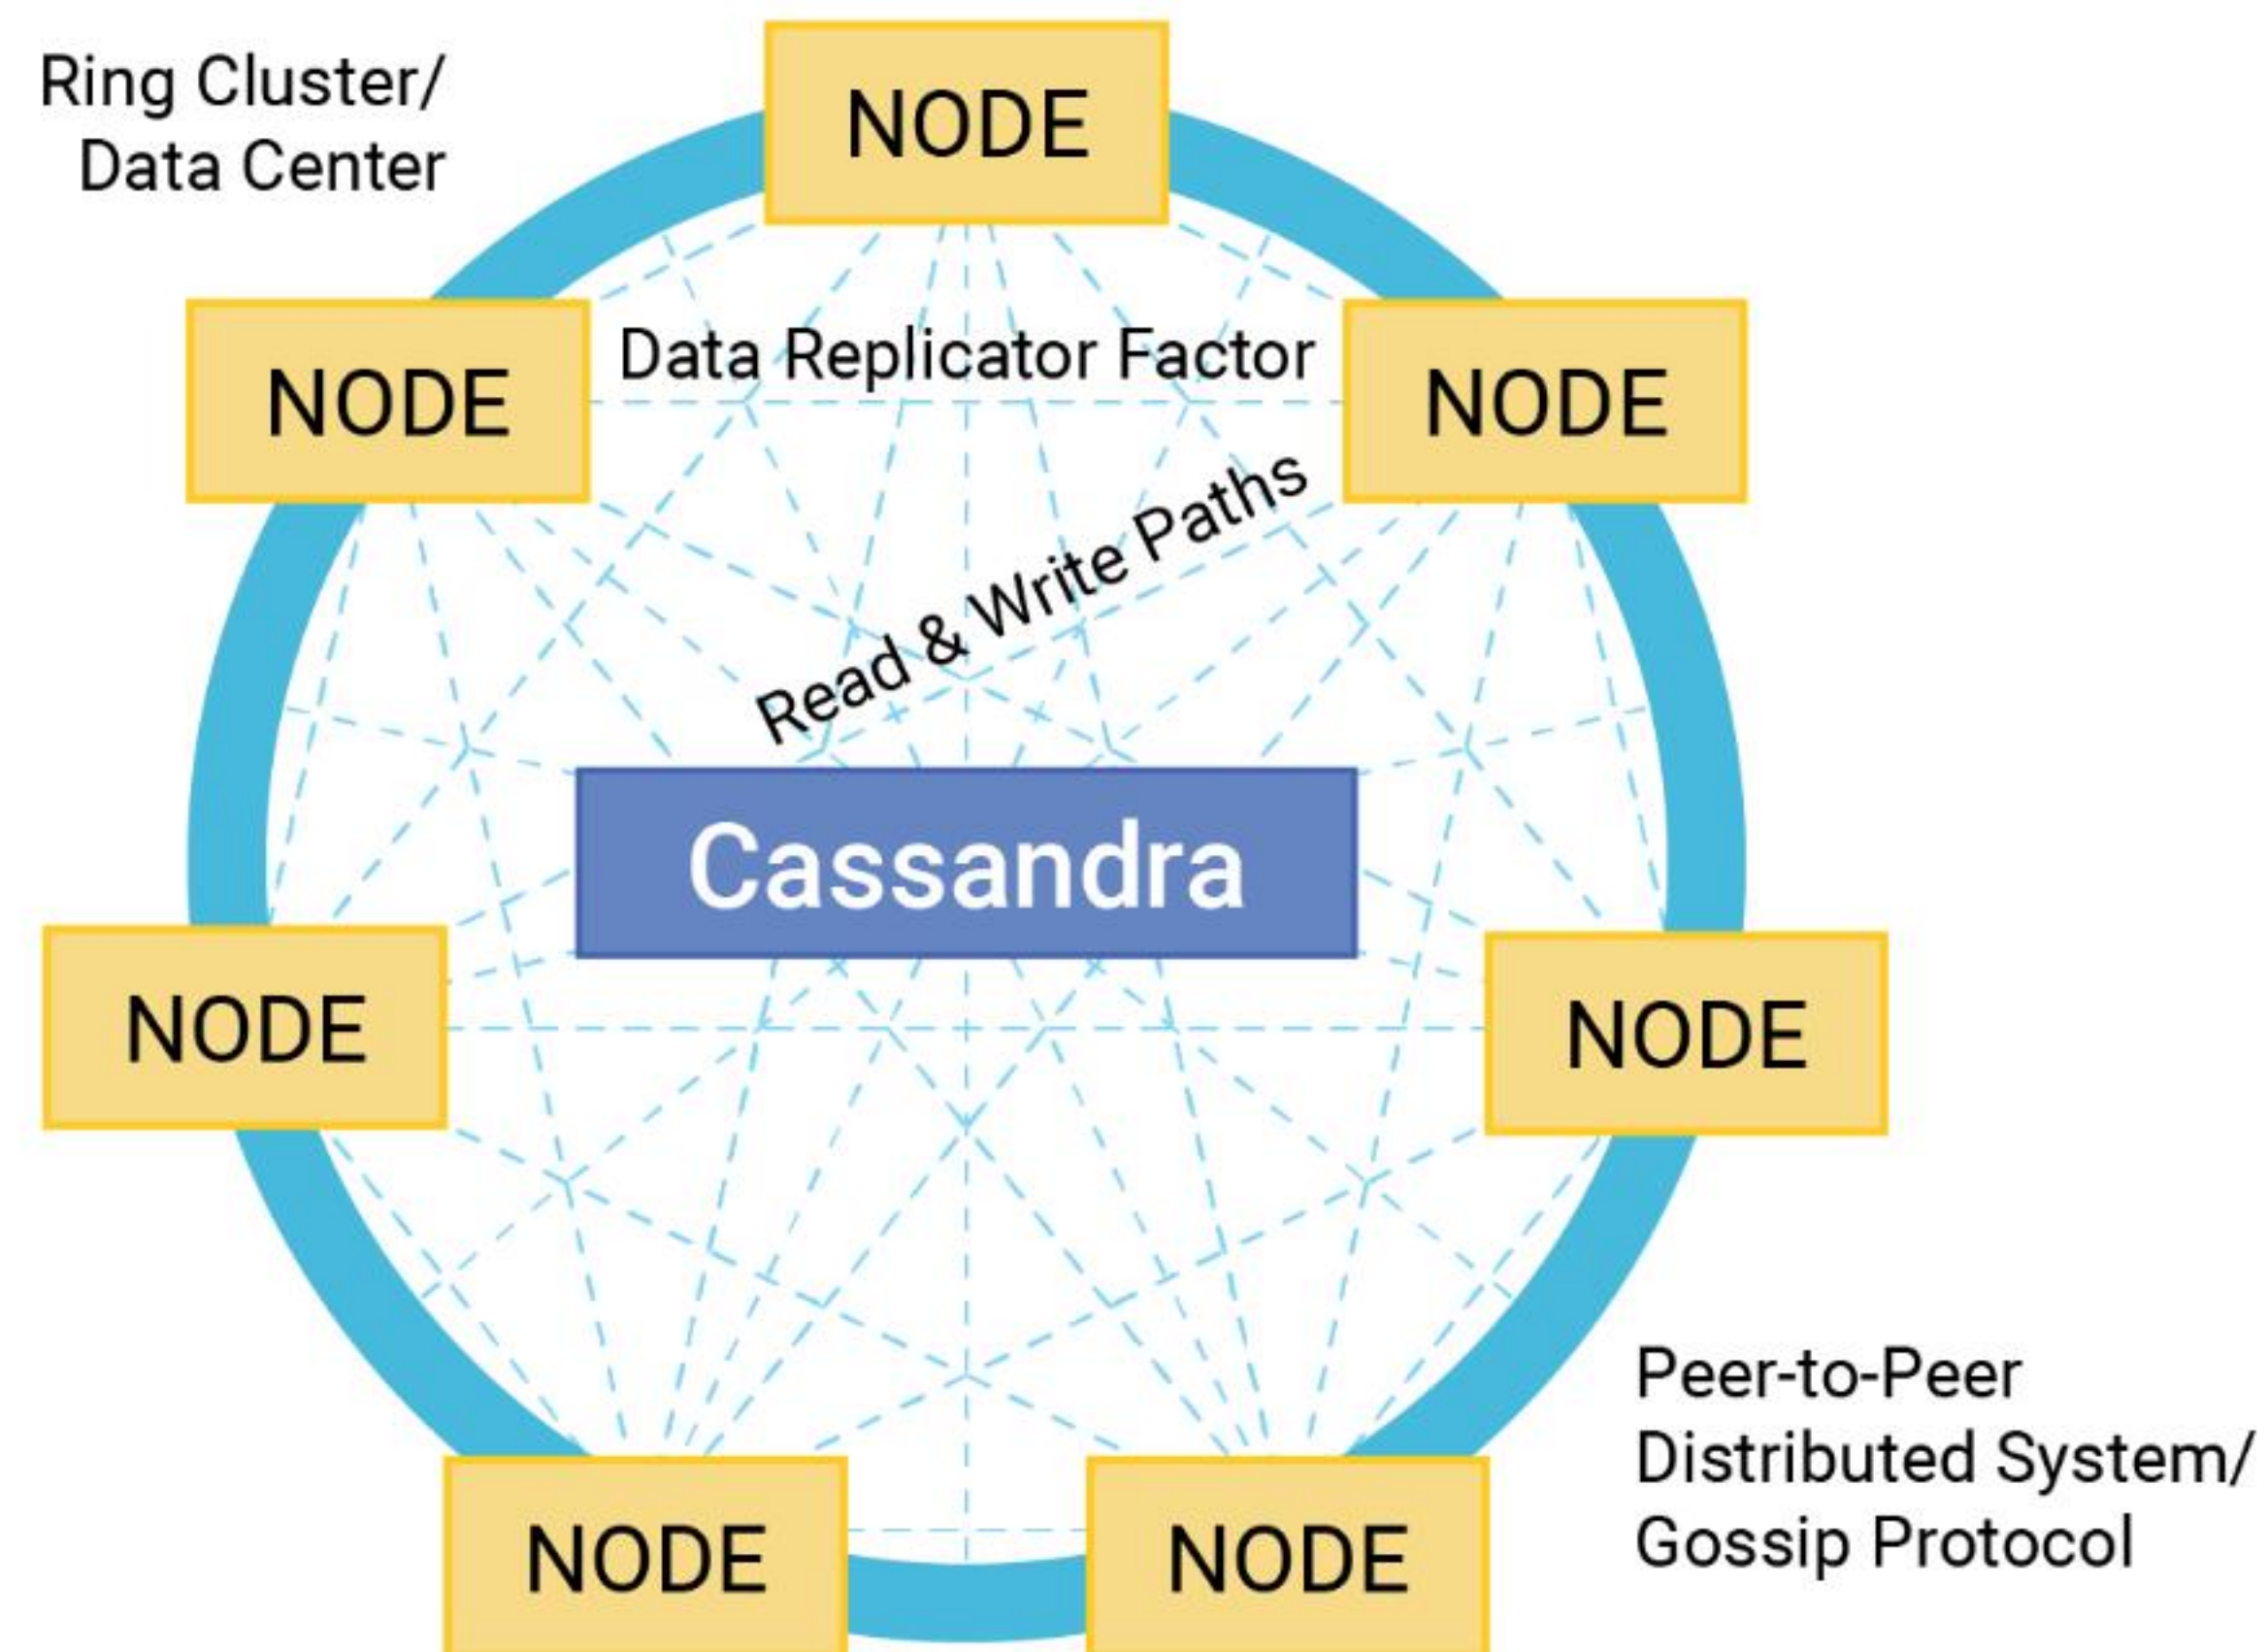 Ring Cluster/
Data Center
NODE
NODE
Data Replicator Factor
NODE
Read & Write Paths
Cassandra
NODE
NODE
Peer-to-Peer
Distributed System/
Gossip Protocol
NODE
NODE